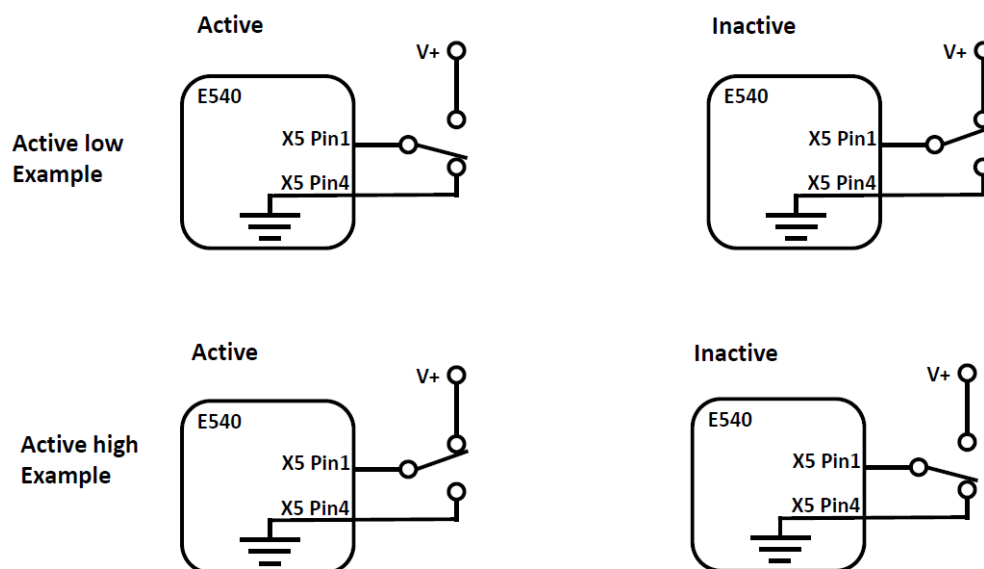 Active
V+
E540
X5 Pin1
X5 Pin4
Active low
Example
Inactive
V+
E540
X5 Pin1
X5 Pin4
Active
V+
E540
X5 Pin1
X5 Pin4
Active high
Example
Inactive
V+
E540
X5 Pin1
X5 Pin4